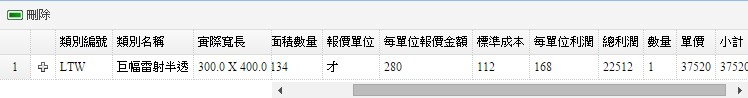 刪除
類別編號 類別名稱 實際寬長 面積數量 報價單位 每單位報價金額 標準成本 每單位利潤 總利潤 數量 單價 小計
1 LTW 巨幅雷射半透 300.0 X 400.0 134 才 280 112 168 22512 1 37520 37520